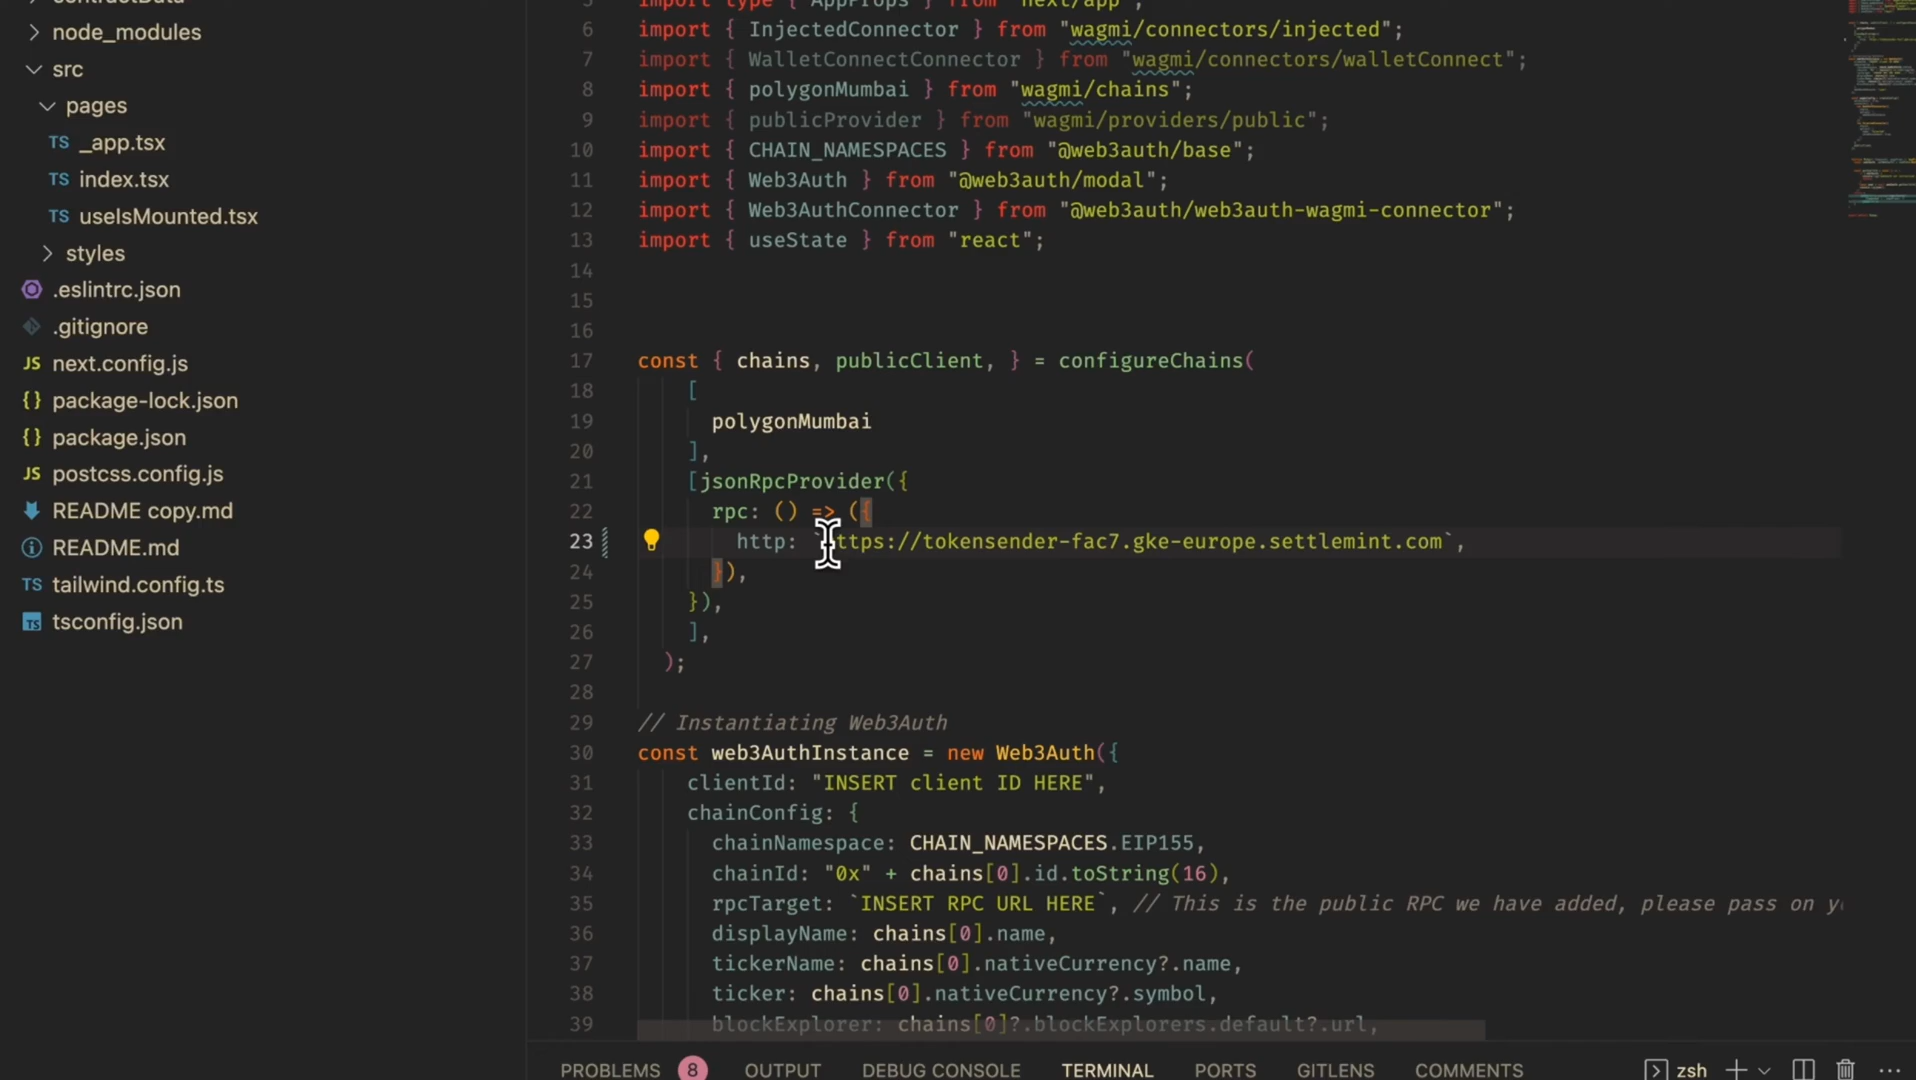 contractData
node_modules
src
pages
_app.tsx
index.tsx
useIsMounted.tsx
styles
.eslintrc.json
.gitignore
next.config.js
package-lock.json
package.json
postcss.config.js
README copy.md
README.md
tailwind.config.ts
tsconfig.json
5 import type { AppProps } from "next/app";
6 import { InjectedConnector } from "wagmi/connectors/injected";
7 import { WalletConnectConnector } from "wagmi/connectors/walletConnect";
8 import { polygonMumbai } from "wagmi/chains";
9 import { publicProvider } from "wagmi/providers/public";
10 import { CHAIN_NAMESPACES } from "@web3auth/base";
11 import { Web3Auth } from "@web3auth/modal";
12 import { Web3AuthConnector } from "@web3auth/web3auth-wagmi-connector";
13 import { useState } from "react";
14
15
16
17 const { chains, publicClient, } = configureChains(
18 [
19 polygonMumbai
20 ],
21 [jsonRpcProvider({
22 rpc: () => ({
23 http: `https://tokensender-fac7.gke-europe.settlemint.com`,
24 }),
25 }),
26 ],
27 );
28
29 // Instantiating Web3Auth
30 const web3AuthInstance = new Web3Auth({
31 clientId: "INSERT client ID HERE",
32 chainConfig: {
33 chainNamespace: CHAIN_NAMESPACES.EIP155,
34 chainId: "0x" + chains[0].id.toString(16),
35 rpcTarget: `INSERT RPC URL HERE`, // This is the public RPC we have added, please pass on y
36 displayName: chains[0].name,
37 tickerName: chains[0].nativeCurrency?.name,
38 ticker: chains[0].nativeCurrency?.symbol,
39 blockExplorer: chains[0]?.blockExplorers.default?.url,
PROBLEMS 8 OUTPUT DEBUG CONSOLE TERMINAL PORTS GITLENS COMMENTS zsh